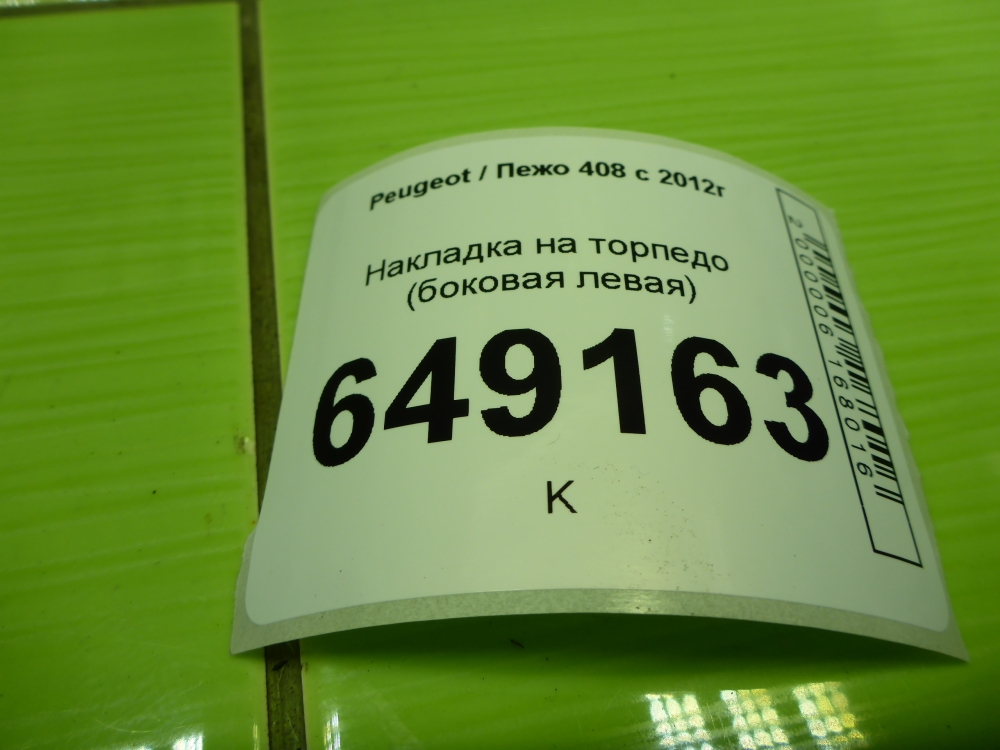 Peugeot / Пежо 408 с 2012г
Накладка на торпедо
(боковая левая)
649163
К
2000006168016